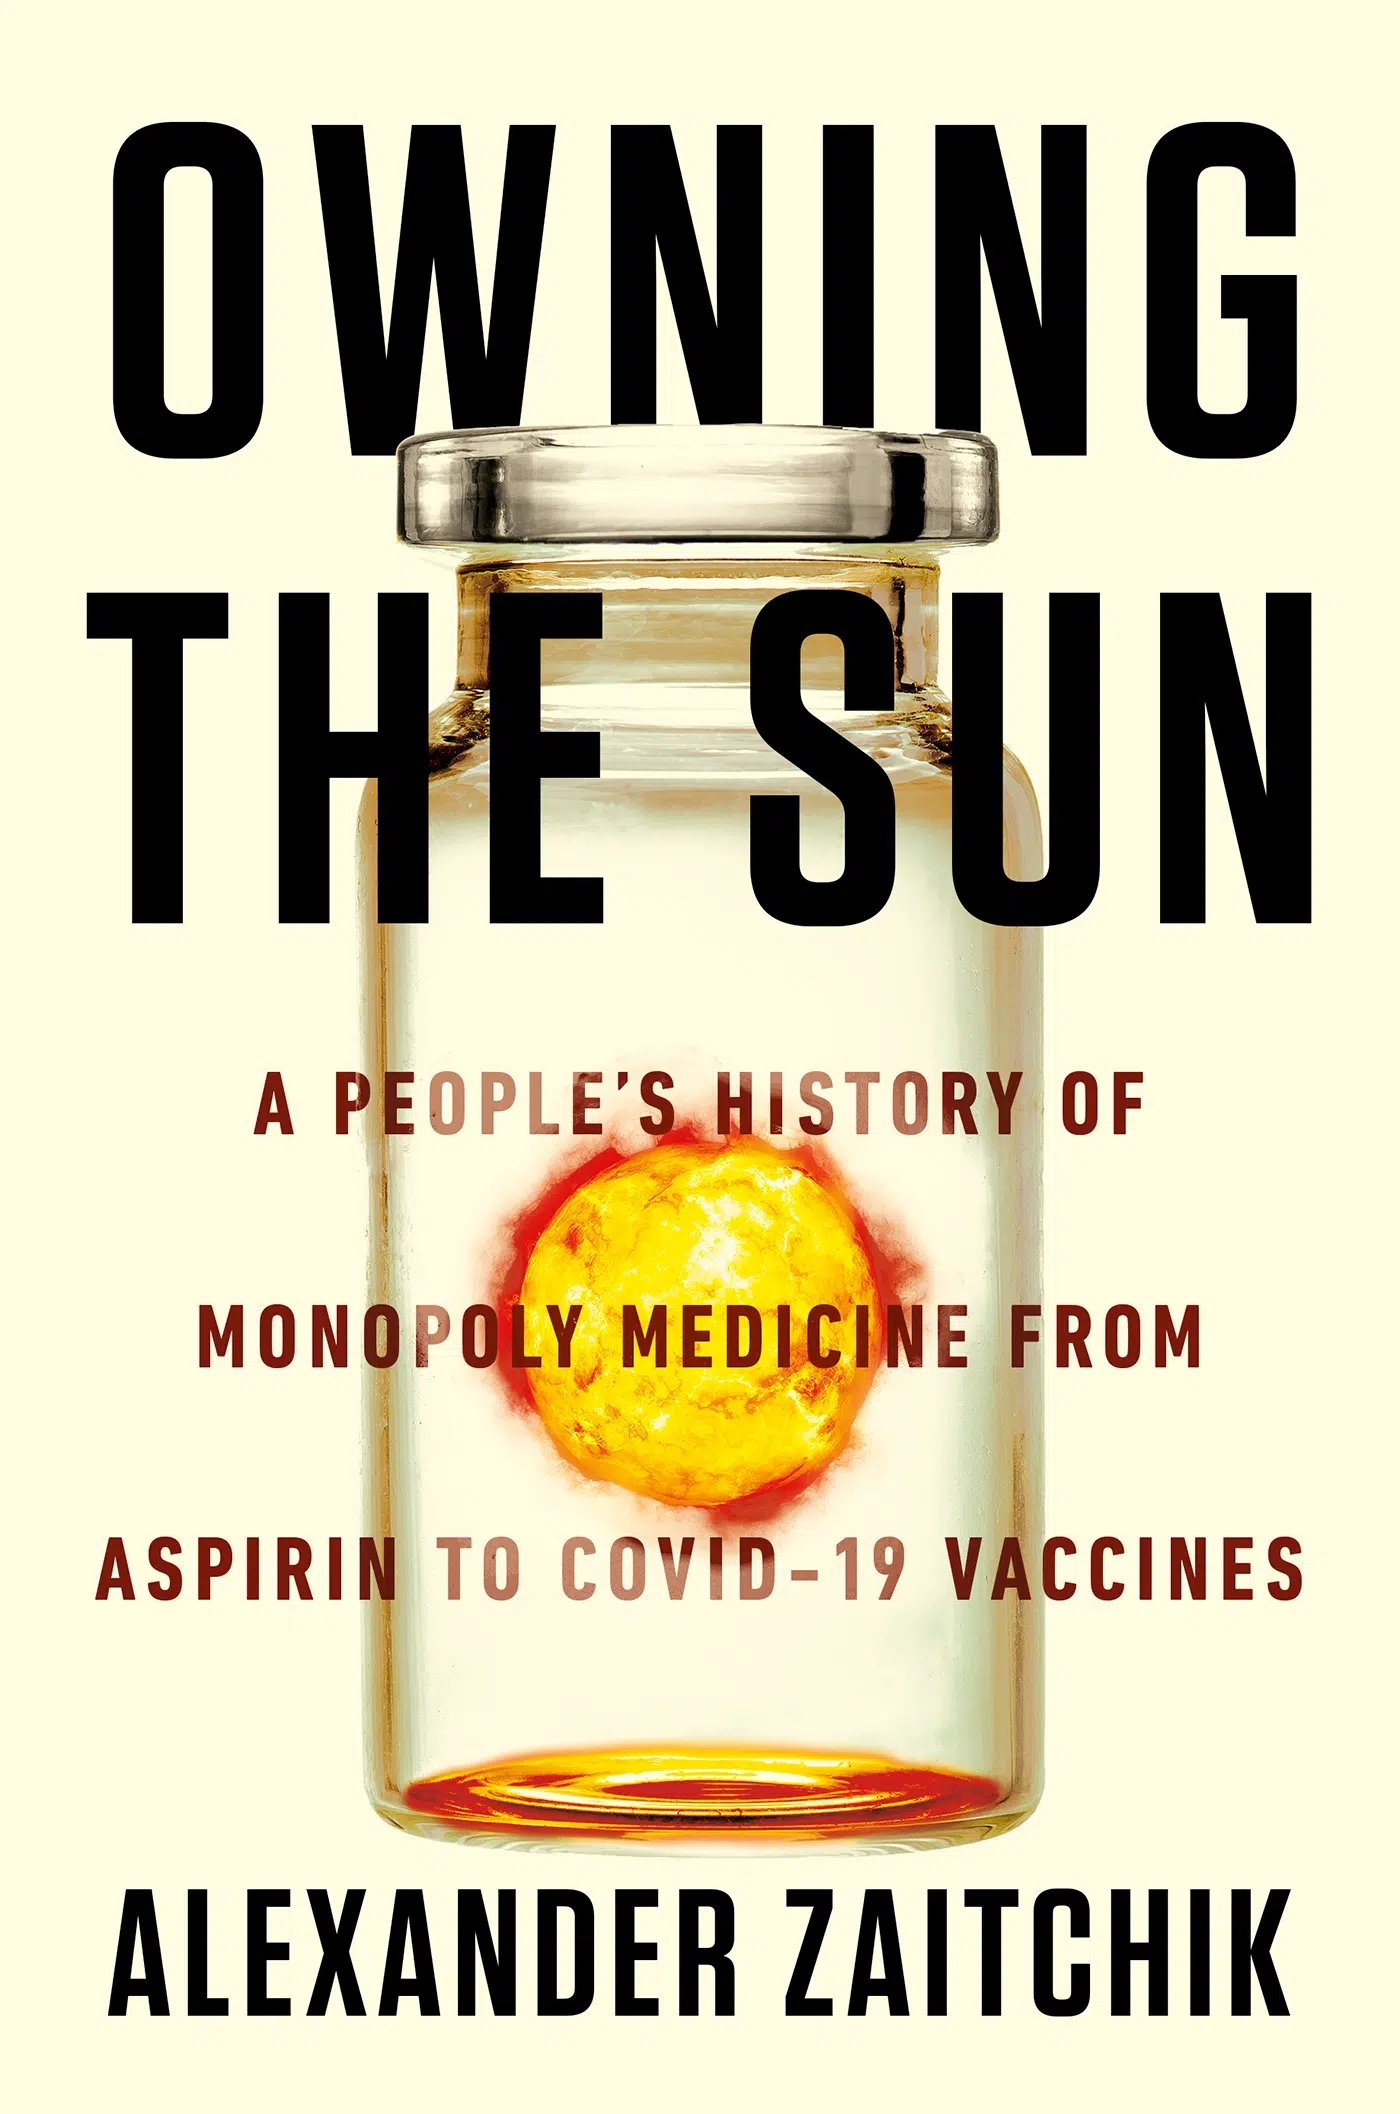 OWNING
THE SUN
A PEOPLE'S HISTORY OF
MONOPOLY MEDICINE FROM
ASPIRIN TO COVID-19 VACCINES
ALEXANDER ZAITCHIK